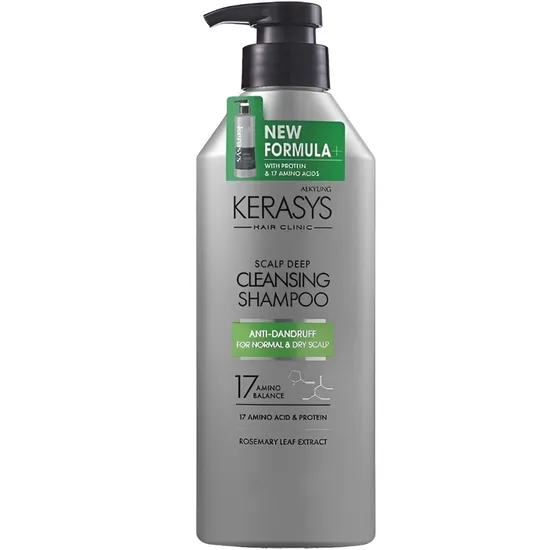 NEW
FORMULA+
WITH PROTEIN
& 17 AMINO ACIDS
kerasys
AEKYUNG
KERASYS
HAIR CLINIC
SCALP DEEP
CLEANSING
SHAMPOO
ANTI-DANDRUFF
FOR NORMAL & DRY SCALP
17 AMINO
BALANCE
17 AMINO ACID & PROTEIN
ROSEMARY LEAF EXTRACT